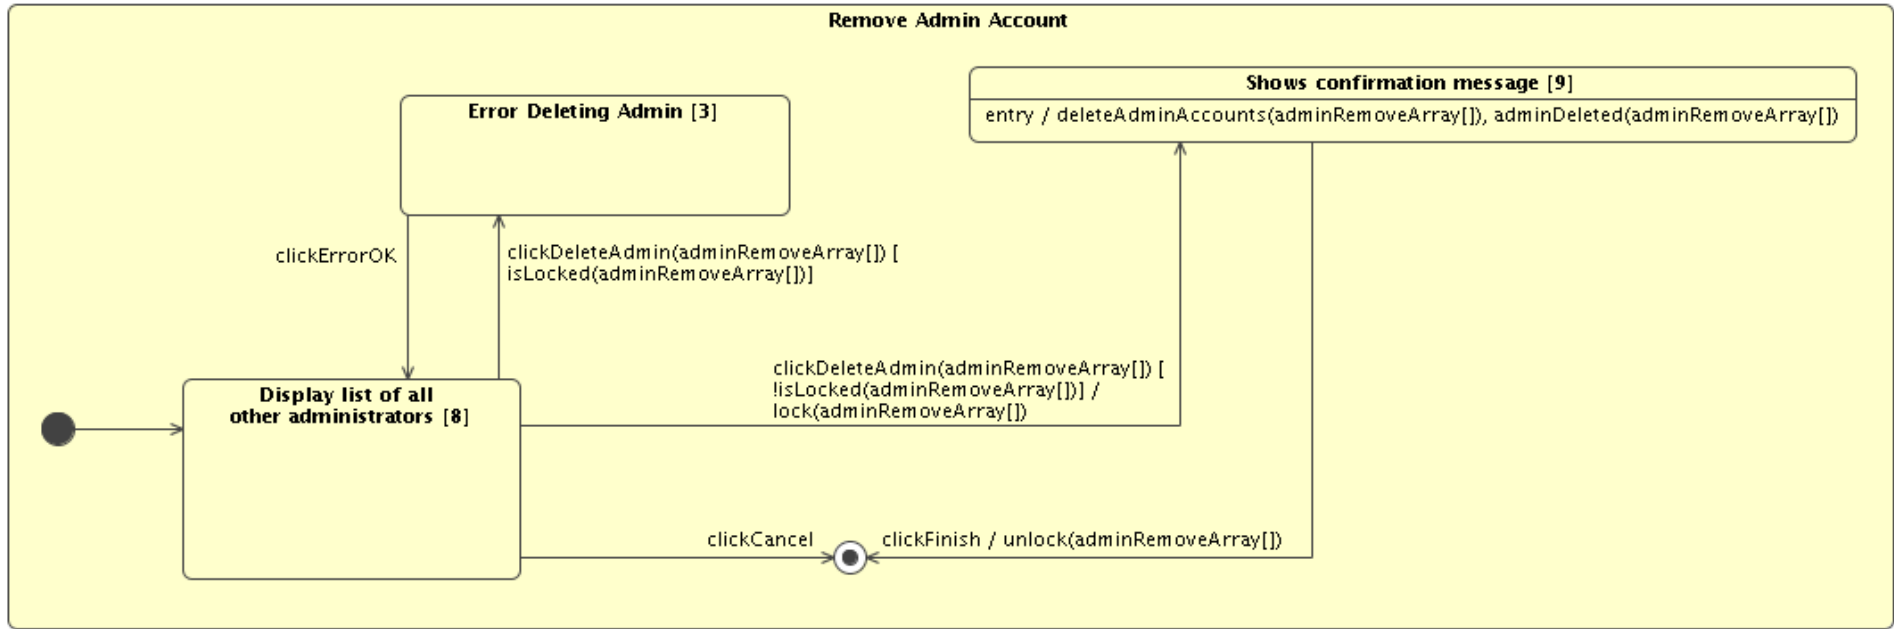 Remove Admin Account
Shows confirmation message [9]
entry / deleteAdminAccounts(adminRemoveArray[]), adminDeleted(adminRemoveArray[])
Error Deleting Admin [3]
clickErrorOK
clickDeleteAdmin(adminRemoveArray[]) [
isLocked(adminRemoveArray[])]
clickDeleteAdmin(adminRemoveArray[]) [
!isLocked(adminRemoveArray[])] /
lock(adminRemoveArray[])
Display list of all
other administrators [8]
clickCancel
clickFinish / unlock(adminRemoveArray[])